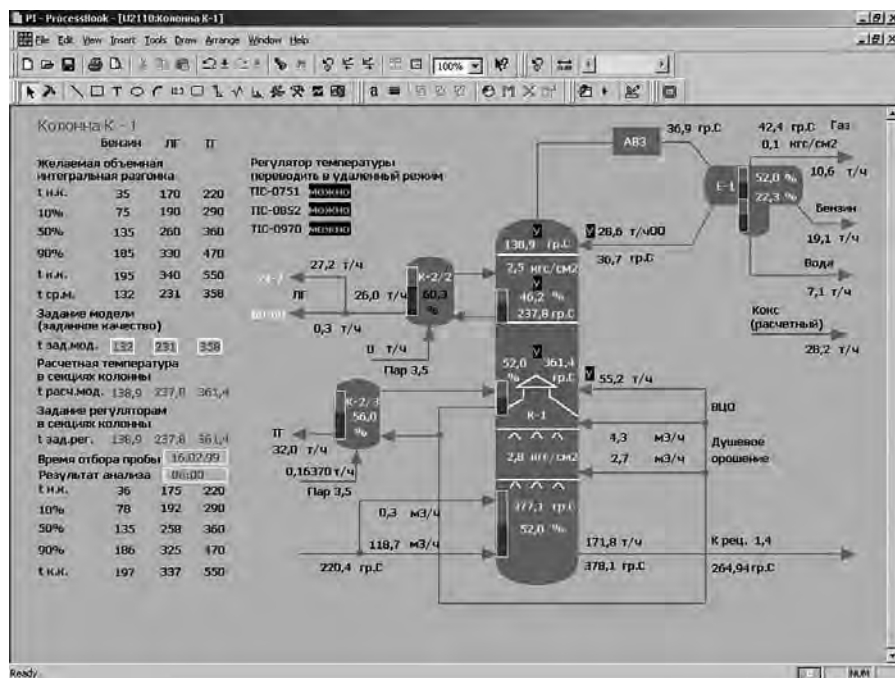 PI - ProcessBook - [U2110:Колонна К-1]
File Edit View Insert Tools Draw Arrange Window Help
100%
Колонна К - 1
Бензин ЛГ ТГ
Желаемая объемная
интегральная разгонка
t н.к. 35 170 220
10% 75 190 290
50% 135 260 360
90% 185 330 470
t к.к. 195 340 550
t ср.м. 132 231 358
Задание модели
(заданное качество)
t зад.мод. 132 231 358
Расчетная температура
в секциях колонны
t расч.мод. 138,9 237,8 361,4
Задание регуляторам
в секциях колонны
t зад.рег. 138,9 237,8 361,4
Время отбора пробы 16.02.99
Результат анализа 06:00
t н.к. 36 175 220
10% 78 192 290
50% 135 258 360
90% 186 325 470
t к.к. 197 337 550
Регулятор температуры
переводить в удаленный режим
TIC-0751 можно
TIC-0852 можно
TIC-0970 можно
27,2 т/ч
ЛГ
26,0 т/ч
0,3 т/ч
К-2/2
60,3
%
0 т/ч
Пар 3,5
К-2/3
56,0
%
ТГ
32,0 т/ч
0,16370 т/ч
Пар 3,5
0,3 м3/ч
118,7 м3/ч
220,4 гр.С
У
138,9 гр.С
2,5 кгс/см2
У
46,2 %
237,8 гр.С
У
52,0 361,4
% гр.С
К-1
2,8 кгс/см2
377,3 гр.С
52,0 %
АВЗ
36,9 гр.С
У 28,6 т/ч
36,7 гр.С
Е-1
52,0 %
22,3 %
42,4 гр.С Газ
0,1 кгс/см2
10,6 т/ч
Бензин
19,1 т/ч
Вода
7,1 т/ч
Кокс
(расчетный)
28,2 т/ч
У 55,2 т/ч
ВЦО
4,3 м3/ч
2,7 м3/ч
Душевое
орошение
171,8 т/ч
378,1 гр.С
К рец. 1,4
264,94 гр.С
Ready
NUM